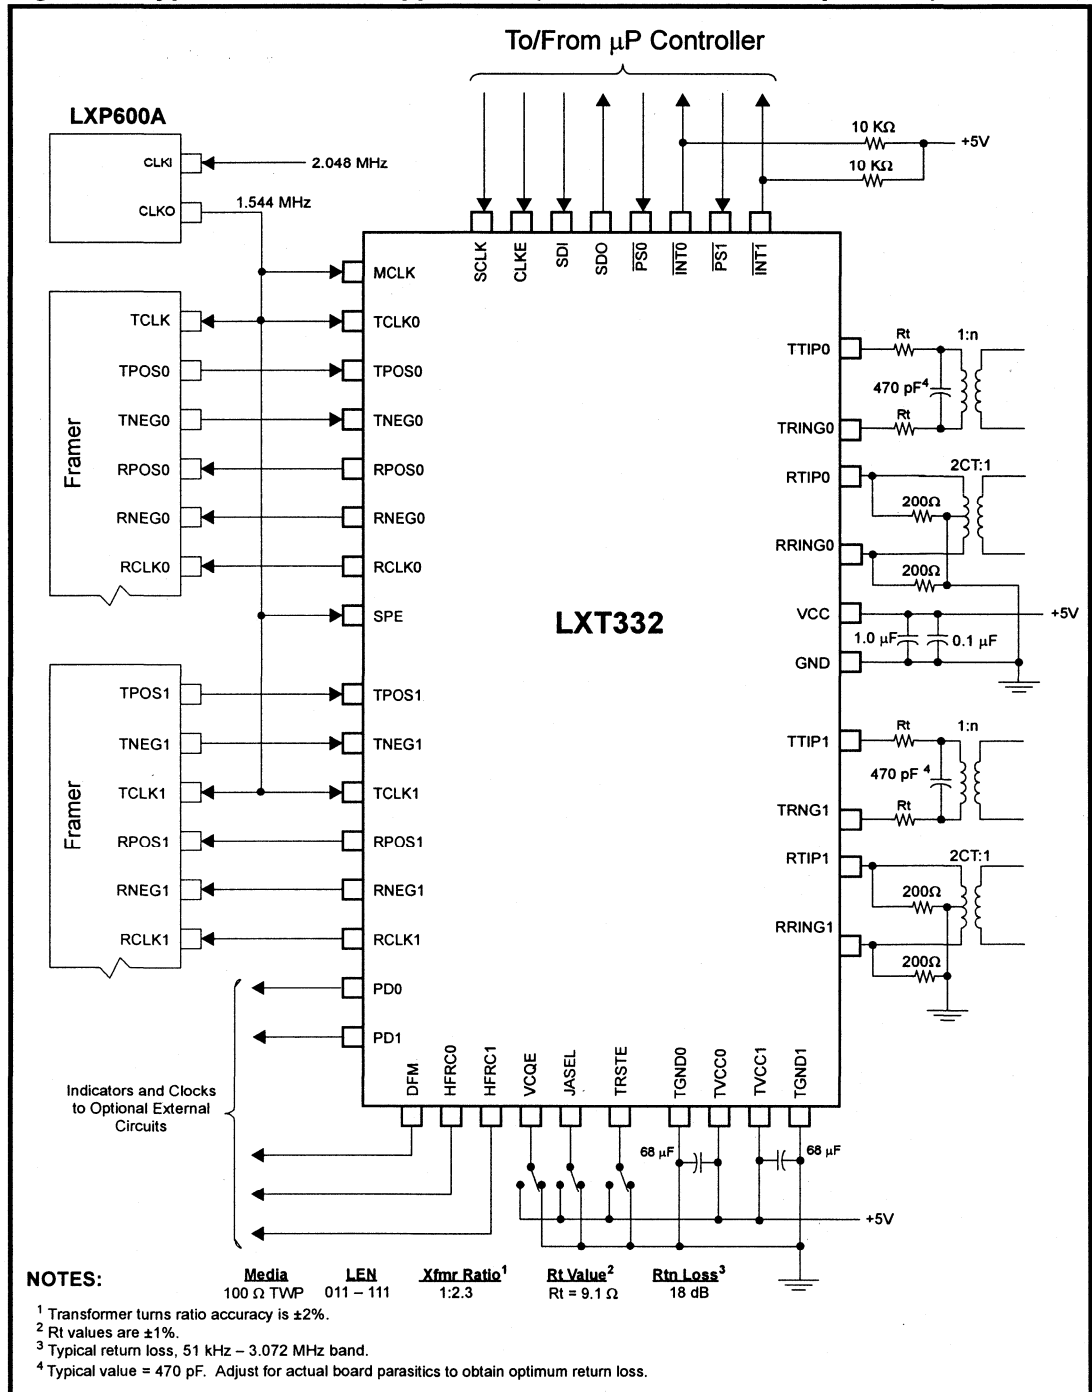 To/From µP Controller
LXP600A
CLKI
2.048 MHz
CLKO
1.544 MHz
10 KΩ
+5V
10 KΩ
SCLK
CLKE
SDI
SDO
PS0
INT0
PS1
INT1
MCLK
TCLK
TCLK0
TPOS0
TPOS0
TNEG0
TNEG0
RPOS0
RPOS0
RNEG0
RNEG0
RCLK0
RCLK0
Framer
SPE
LXT332
TPOS1
TPOS1
TNEG1
TNEG1
TCLK1
TCLK1
RPOS1
RPOS1
RNEG1
RNEG1
RCLK1
RCLK1
Framer
PD0
PD1
TTIP0
Rt
1:n
470 pF4
TRING0
Rt
RTIP0
2CT:1
200Ω
RRING0
200Ω
VCC
+5V
1.0 µF
0.1 µF
GND
TTIP1
Rt
1:n
470 pF 4
TRNG1
Rt
RTIP1
2CT:1
200Ω
RRING1
200Ω
DFM
HFRC0
HFRC1
VCQE
JASEL
TRSTE
TGND0
TVCC0
TVCC1
TGND1
Indicators and Clocks
to Optional External
Circuits
68 µF
68 µF
+5V
NOTES:
Media LEN Xfmr Ratio1 Rt Value2 Rtn Loss3
100 Ω TWP 011 – 111 1:2.3 Rt = 9.1 Ω 18 dB
1 Transformer turns ratio accuracy is ±2%.
2 Rt values are ±1%.
3 Typical return loss, 51 kHz – 3.072 MHz band.
4 Typical value = 470 pF. Adjust for actual board parasitics to obtain optimum return loss.